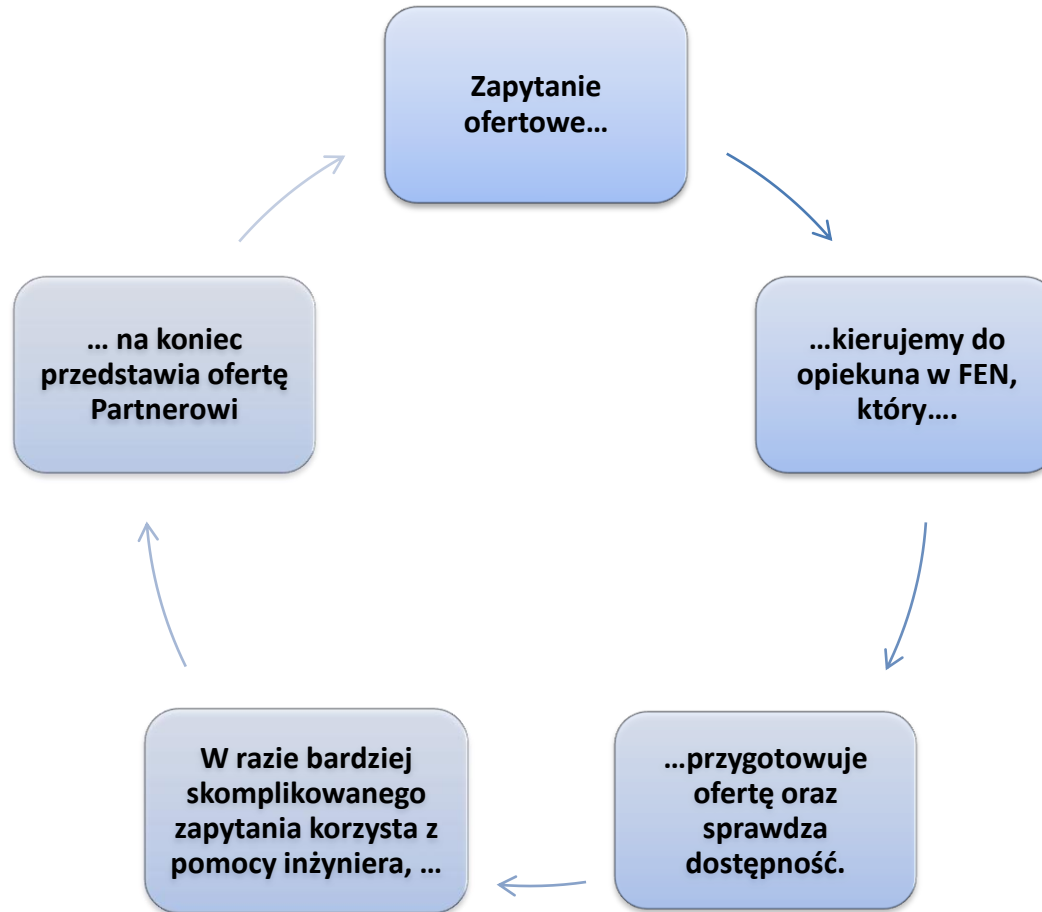 Zapytanie
ofertowe…
…kierujemy do
opiekuna w FEN,
który….
…przygotowuje
ofertę oraz
sprawdza
dostępność.
W razie bardziej
skomplikowanego
zapytania korzysta z
pomocy inżyniera, …
… na koniec
przedstawia ofertę
Partnerowi